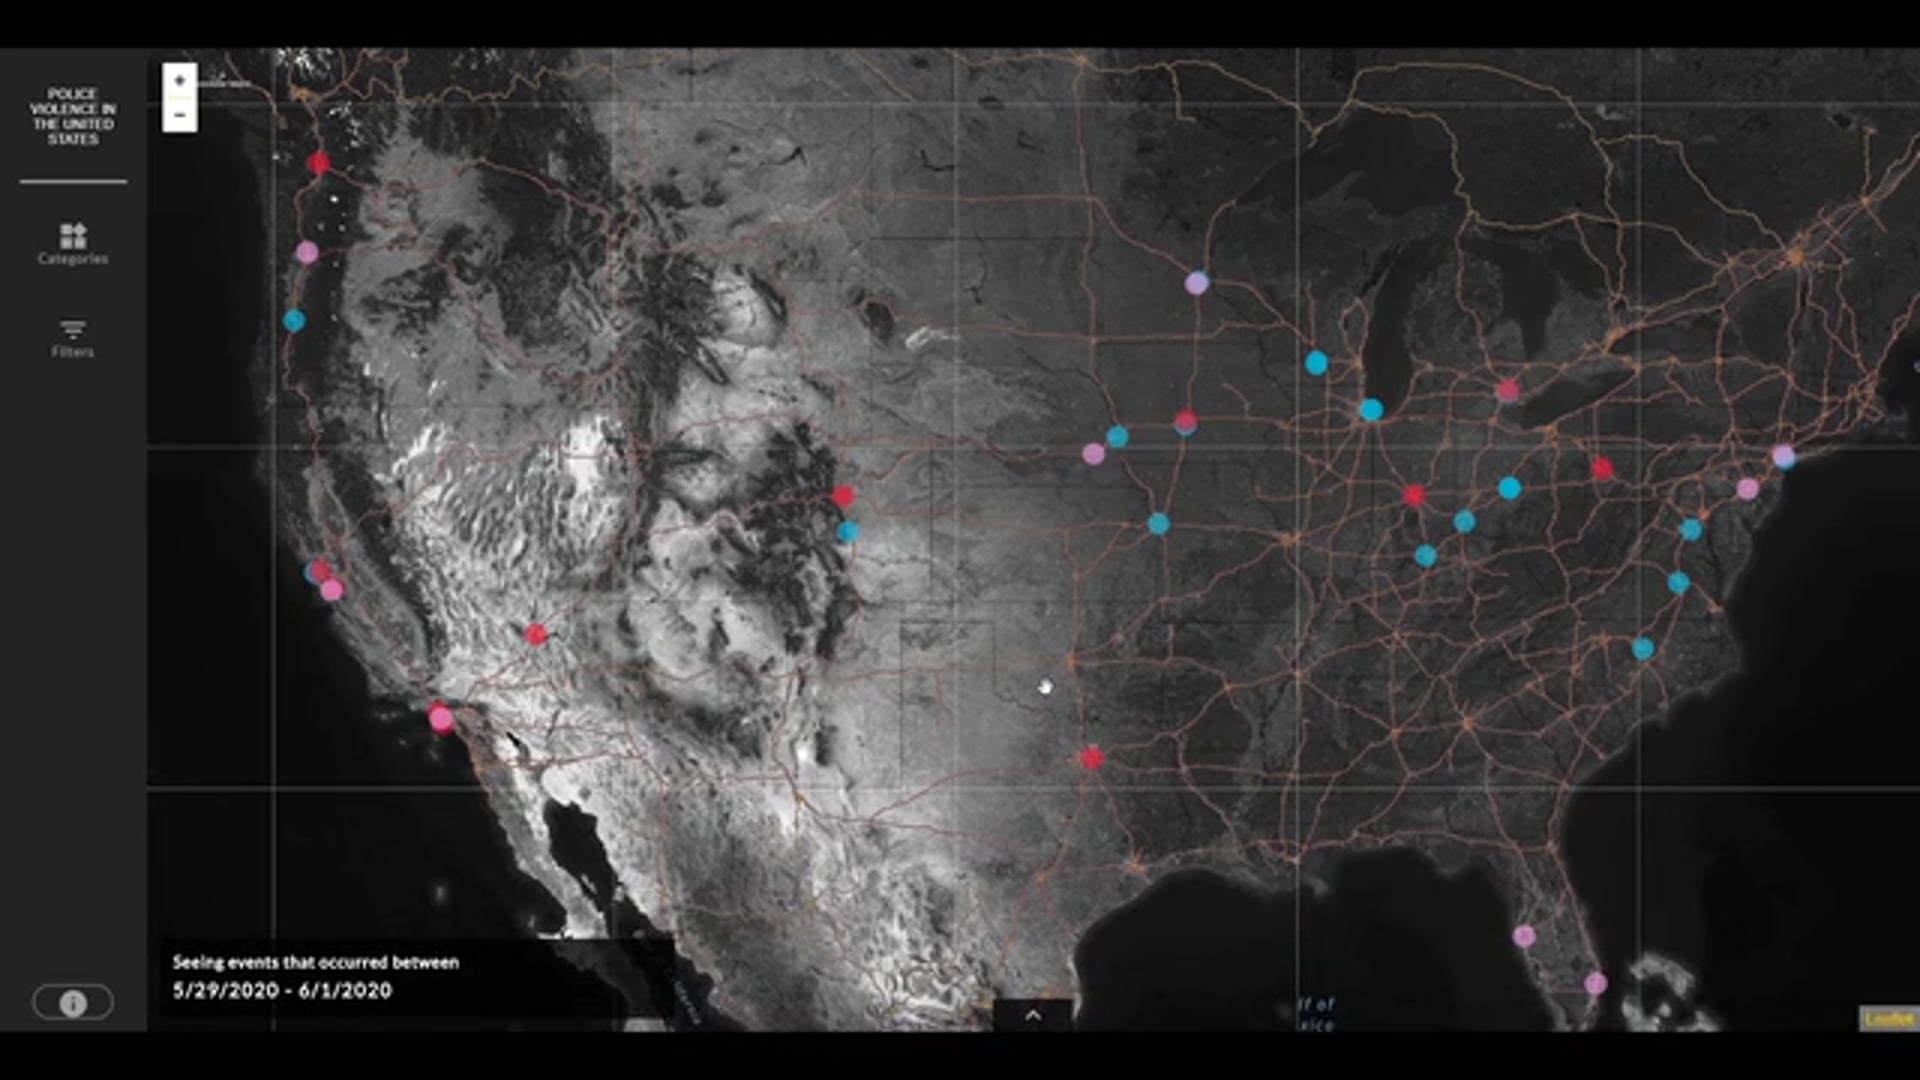 POLICE
VIOLENCE IN
THE UNITED
STATES
+
−
Categories
Filters
Seeing events that occurred between
5/29/2020 - 6/1/2020
i
lf of
xico
Leaflet